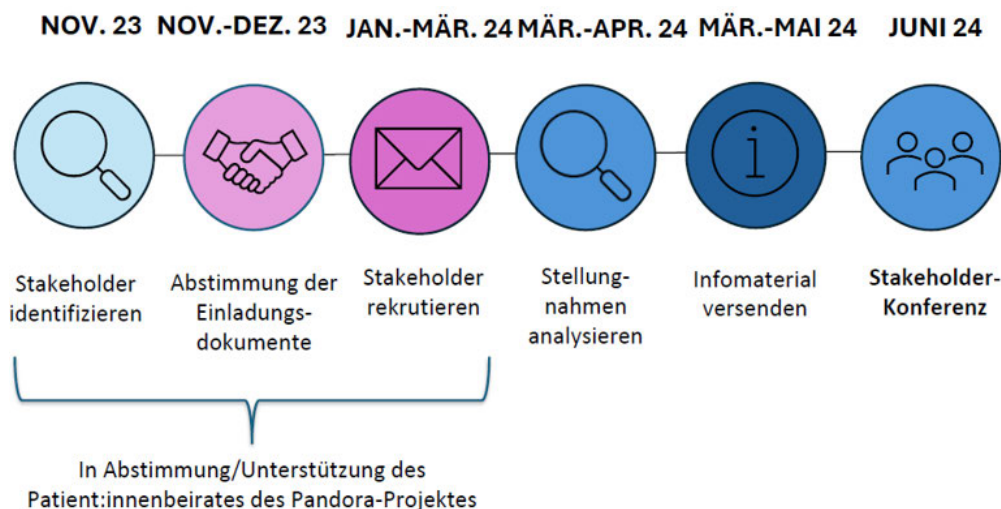 NOV. 23
NOV.-DEZ. 23
JAN.-MÄR. 24
MÄR.-APR. 24
MÄR.-MAI 24
JUNI 24
i
Stakeholder
identifizieren
Abstimmung der
Einladungs-
dokumente
Stakeholder
rekrutieren
Stellung-
nahmen
analysieren
Infomaterial
versenden
Stakeholder-
Konferenz
In Abstimmung/Unterstützung des
Patient:innenbeirates des Pandora-Projektes